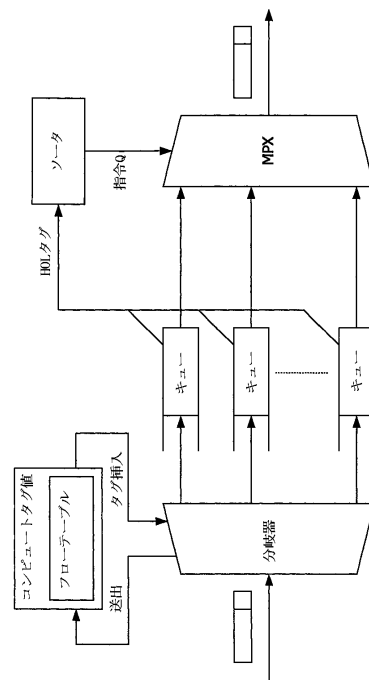 コンピュートタグ値
フローテーブル
送出
タグ挿入
分岐器
キュー
キュー
キュー
HOLタグ
ソータ
指令Q
MPX